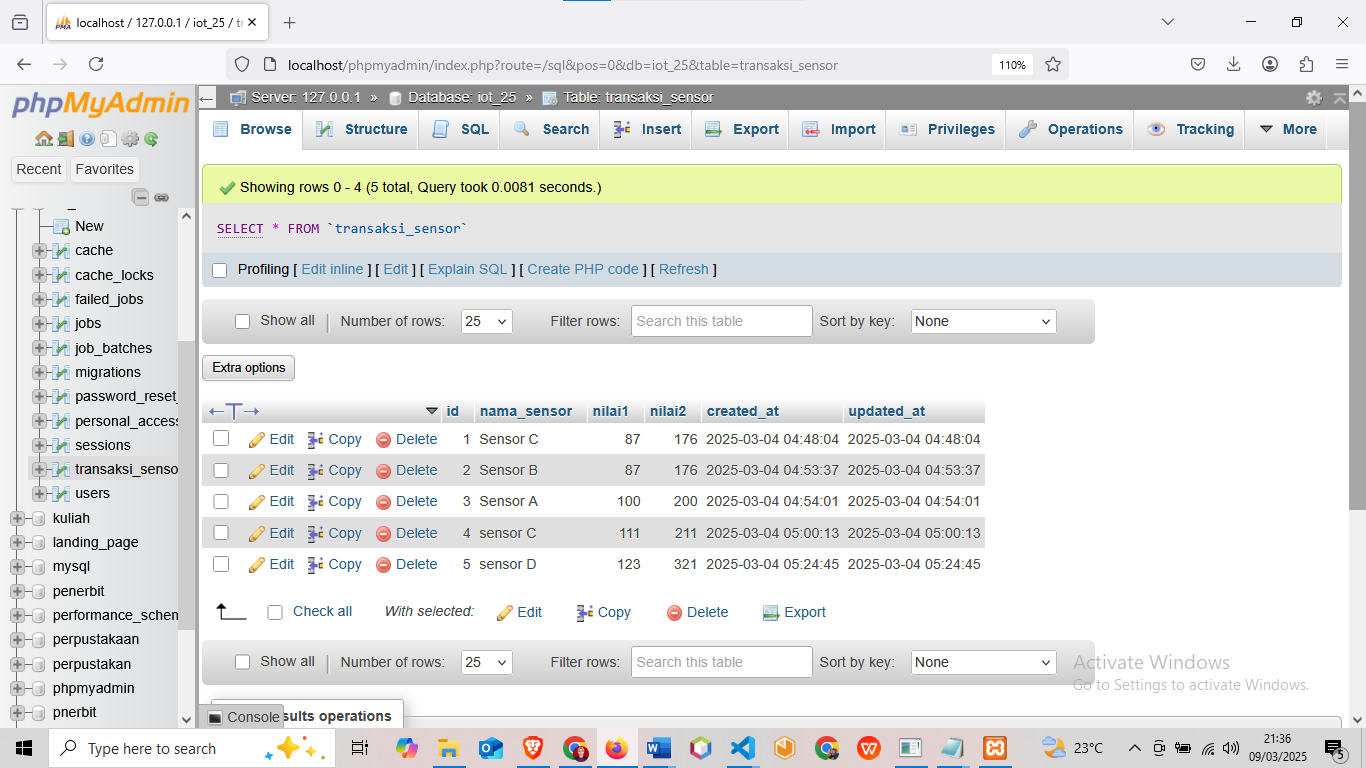 localhost / 127.0.0.1 / iot_25 / tr
localhost/phpmyadmin/index.php?route=/sql&pos=0&db=iot_25&table=transaksi_sensor 110%
phpMyAdmin
Recent Favorites
New
cache
cache_locks
failed_jobs
jobs
job_batches
migrations
password_reset_
personal_access
sessions
transaksi_senso
users
kuliah
landing_page
mysql
penerbit
performance_schem
perpustakaan
perpustakan
phpmyadmin
pnerbit
Server: 127.0.0.1 » Database: iot_25 » Table: transaksi_sensor
Browse Structure SQL Search Insert Export Import Privileges Operations Tracking More
Showing rows 0 - 4 (5 total, Query took 0.0081 seconds.)
SELECT * FROM `transaksi_sensor`
Profiling [ Edit inline ] [ Edit ] [ Explain SQL ] [ Create PHP code ] [ Refresh ]
Show all | Number of rows: 25 Filter rows: Search this table Sort by key: None
Extra options
←T→ id nama_sensor nilai1 nilai2 created_at updated_at
Edit Copy Delete 1 Sensor C 87 176 2025-03-04 04:48:04 2025-03-04 04:48:04
Edit Copy Delete 2 Sensor B 87 176 2025-03-04 04:53:37 2025-03-04 04:53:37
Edit Copy Delete 3 Sensor A 100 200 2025-03-04 04:54:01 2025-03-04 04:54:01
Edit Copy Delete 4 sensor C 111 211 2025-03-04 05:00:13 2025-03-04 05:00:13
Edit Copy Delete 5 sensor D 123 321 2025-03-04 05:24:45 2025-03-04 05:24:45
Check all With selected: Edit Copy Delete Export
Show all | Number of rows: 25 Filter rows: Search this table Sort by key: None
Activate Windows
Go to Settings to activate Windows.
Console sults operations
Type here to search
23°C
21:36
09/03/2025
5